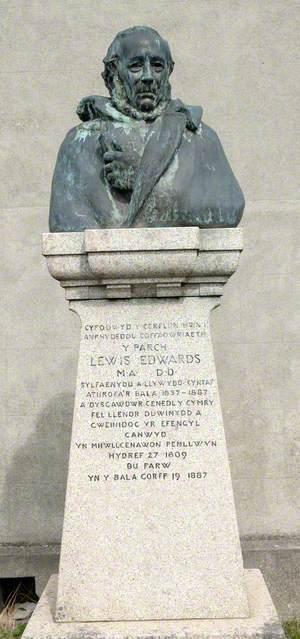 CYFODWYD Y CERFLUN HWN I
ANRHYDEDDU COFFADWRIAETH
Y PARCH
LEWIS EDWARDS
M·A· D·D
SYLFAENYDD A LLYWYDD CYNTAF
ATHROFA'R BALA 1837-1887
A DYSGAWDWR CENEDL Y CYMRY
FEL LLENOR DUWINYDD A
GWEINIDOG YR EFENGYL
GANWYD
YN MHWLLCENAWON PENLLWYN
HYDREF 27 1809
BU FARW
YN Y BALA GORFF 19 1887